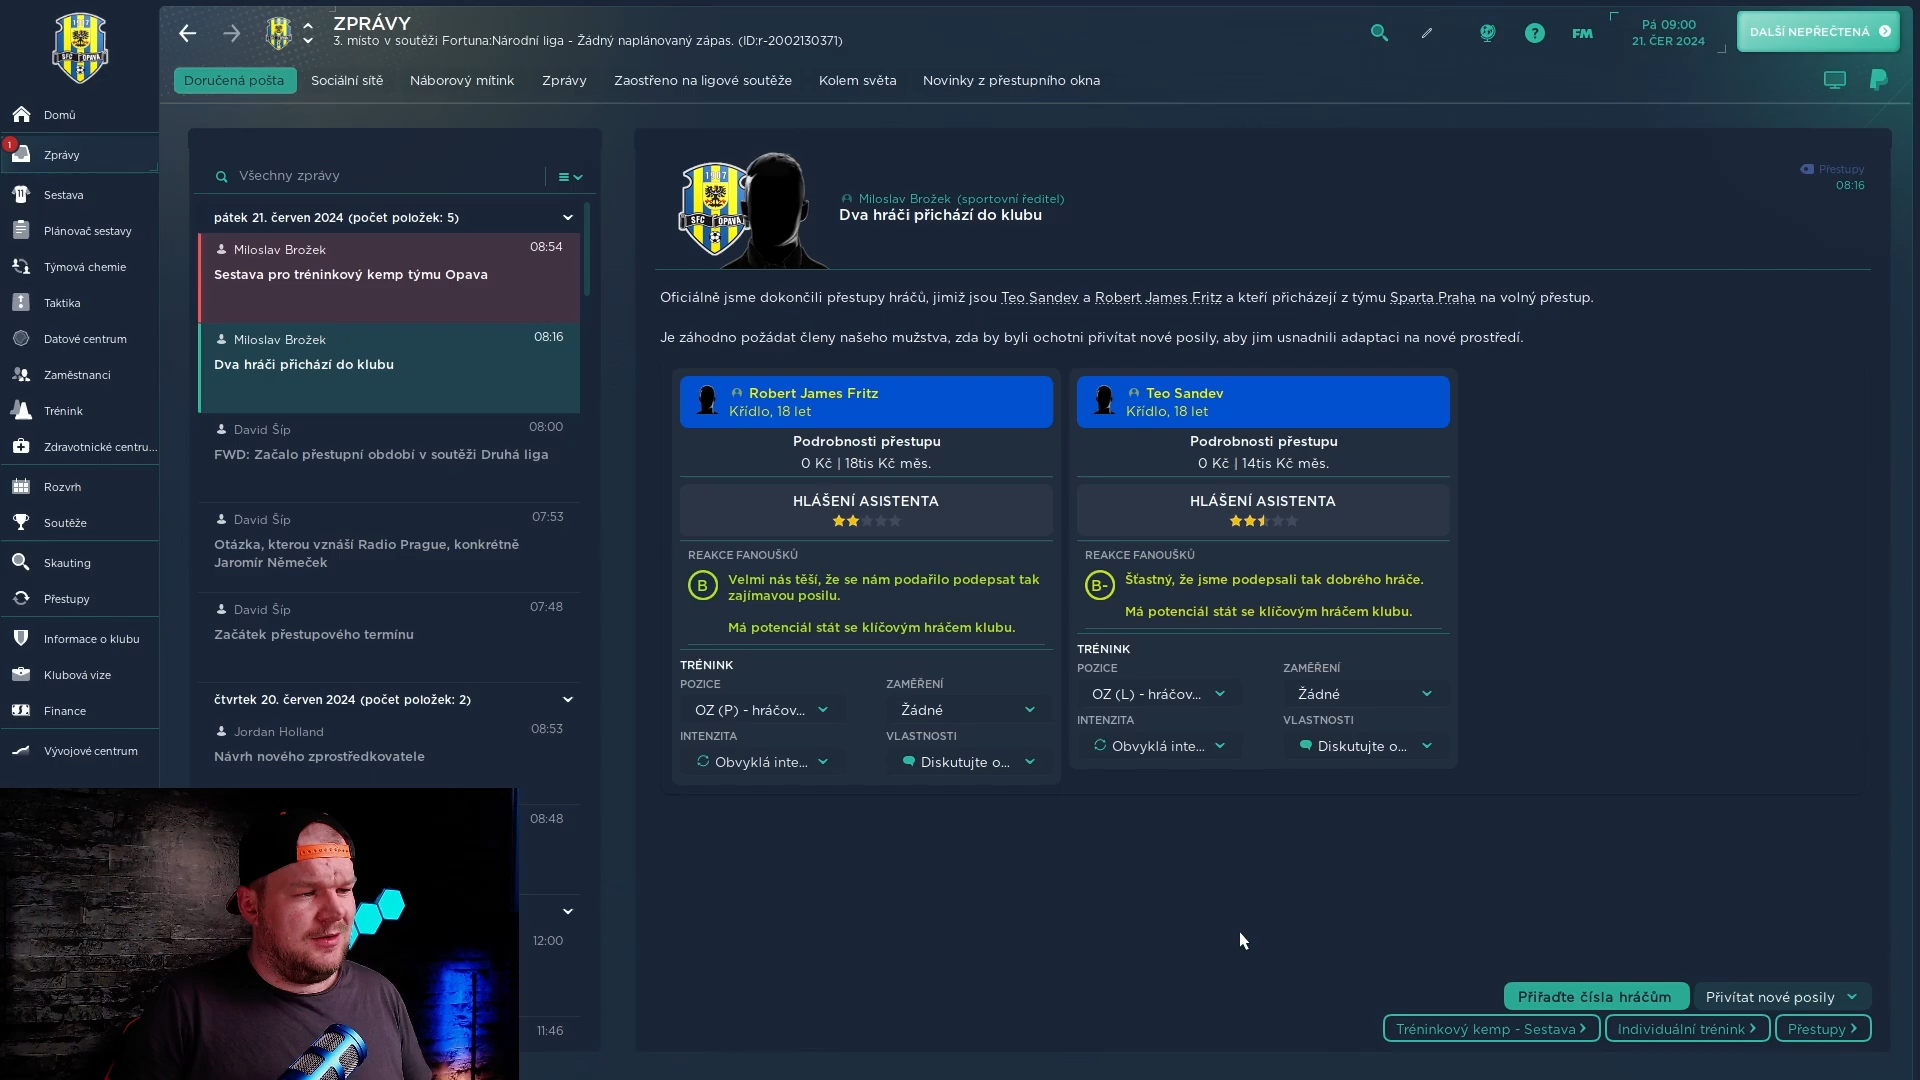 ZPRÁVY
3. místo v soutěži Fortuna:Národní liga - Žádný naplánovaný zápas. (ID:r-2002130371)
FM
Pá 09:00
21. ČER 2024
DALŠÍ NEPŘEČTENÁ
Doručená pošta
Sociální sítě
Náborový mítink
Zprávy
Zaostřeno na ligové soutěže
Kolem světa
Novinky z přestupního okna
1907
SFC OPAVA
Domů
1
Zprávy
11
Sestava
Plánovač sestavy
Týmová chemie
Taktika
Datové centrum
Zaměstnanci
Trénink
Zdravotnické centru...
Rozvrh
Soutěže
Skauting
Přestupy
Informace o klubu
Klubová vize
Finance
Vývojové centrum
Všechny zprávy
pátek 21. červen 2024 (počet položek: 5)
Miloslav Brožek 08:54
Sestava pro tréninkový kemp týmu Opava
Miloslav Brožek 08:16
Dva hráči přichází do klubu
David Šíp 08:00
FWD: Začalo přestupní období v soutěži Druhá liga
David Šíp 07:53
Otázka, kterou vznáší Radio Prague, konkrétně
Jaromír Němeček
David Šíp 07:48
Začátek přestupového termínu
čtvrtek 20. červen 2024 (počet položek: 2)
Jordan Holland 08:53
Návrh nového zprostředkovatele
08:48
12:00
11:46
1907
SFC OPAVA
Přestupy
08:16
Miloslav Brožek (sportovní ředitel)
Dva hráči přichází do klubu
Oficiálně jsme dokončili přestupy hráčů, jimiž jsou Teo Sandev a Robert James Fritz a kteří přicházejí z týmu Sparta Praha na volný přestup.
Je záhodno požádat členy našeho mužstva, zda by byli ochotni přivítat nové posily, aby jim usnadnili adaptaci na nové prostředí.
Robert James Fritz
Křídlo, 18 let
Podrobnosti přestupu
0 Kč | 18tis Kč měs.
HLÁŠENÍ ASISTENTA
REAKCE FANOUŠKŮ
B
Velmi nás těší, že se nám podařilo podepsat tak
zajímavou posilu.
Má potenciál stát se klíčovým hráčem klubu.
TRÉNINK
POZICE ZAMĚŘENÍ
OZ (P) - hráčov... Žádné
INTENZITA VLASTNOSTI
Obvyklá inte... Diskutujte o...
Teo Sandev
Křídlo, 18 let
Podrobnosti přestupu
0 Kč | 14tis Kč měs.
HLÁŠENÍ ASISTENTA
REAKCE FANOUŠKŮ
B-
Šťastný, že jsme podepsali tak dobrého hráče.
Má potenciál stát se klíčovým hráčem klubu.
TRÉNINK
POZICE ZAMĚŘENÍ
OZ (L) - hráčov... Žádné
INTENZITA VLASTNOSTI
Obvyklá inte... Diskutujte o...
Přiřaďte čísla hráčům
Přivítat nové posily
Tréninkový kemp - Sestava
Individuální trénink
Přestupy